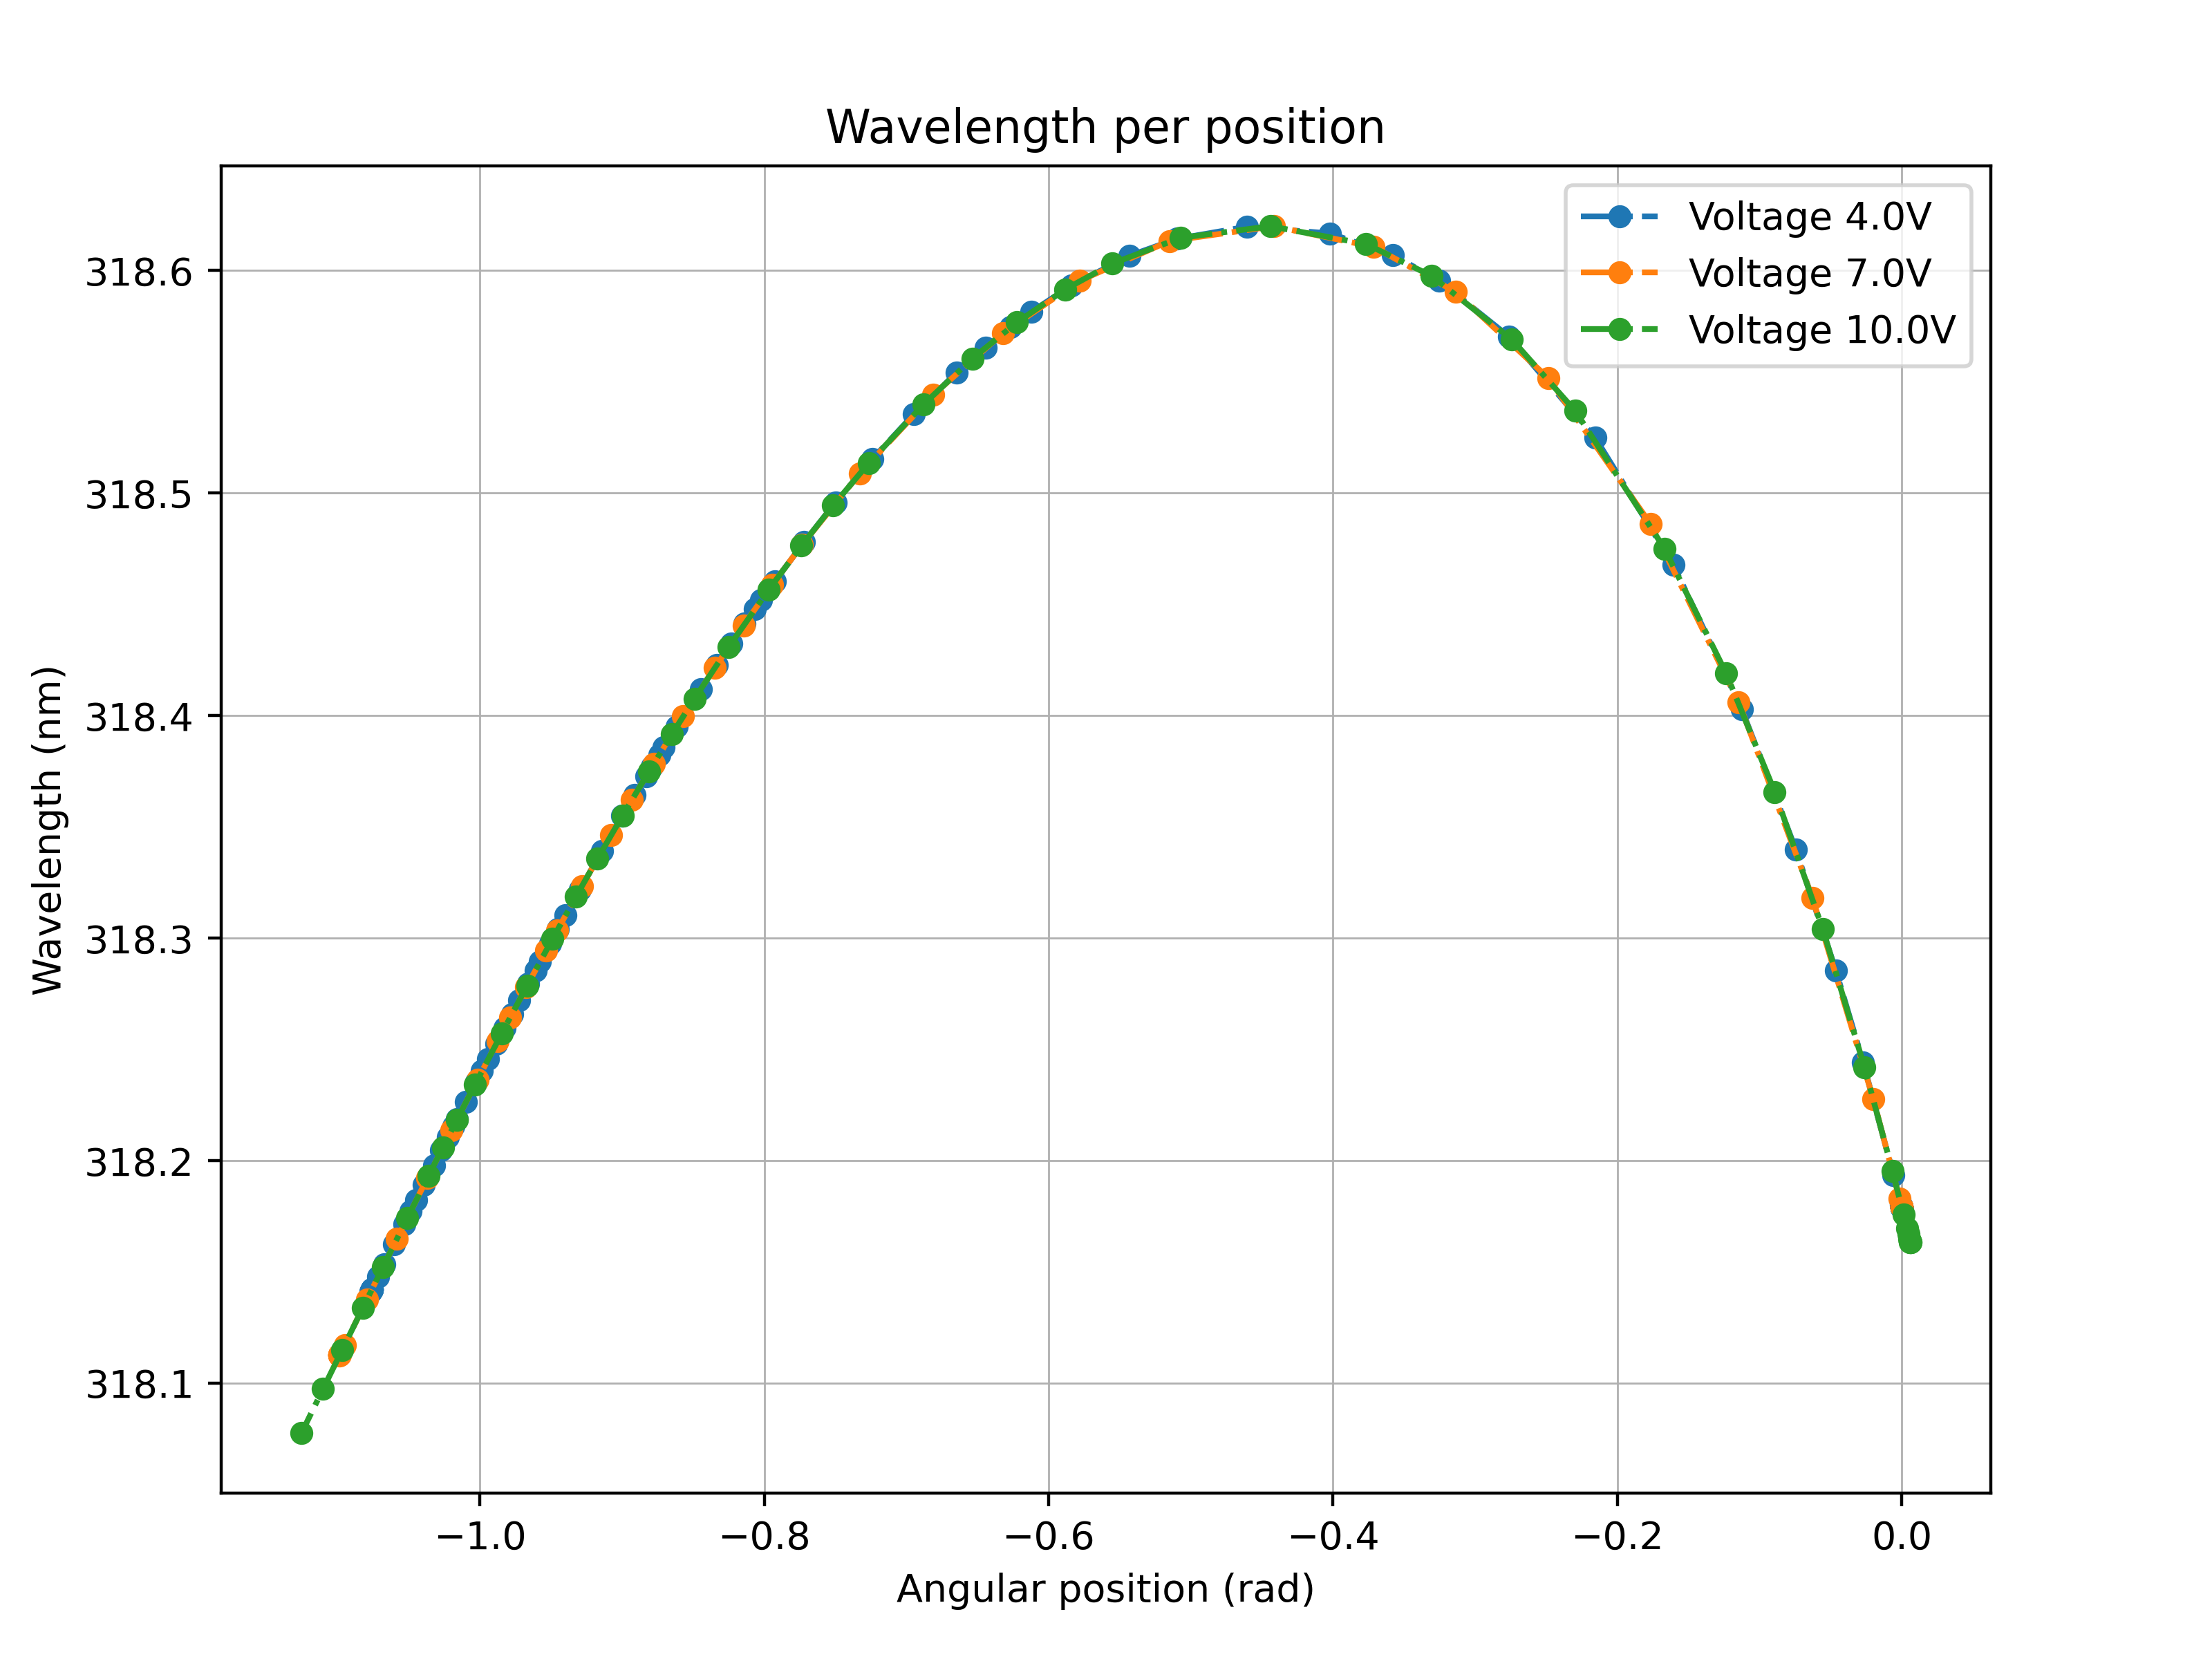 Wavelength per position
Voltage 4.0V
Voltage 7.0V
Voltage 10.0V
Wavelength (nm)
318.6
318.5
318.4
318.3
318.2
318.1
−1.0 −0.8 −0.6 −0.4 −0.2 0.0
Angular position (rad)